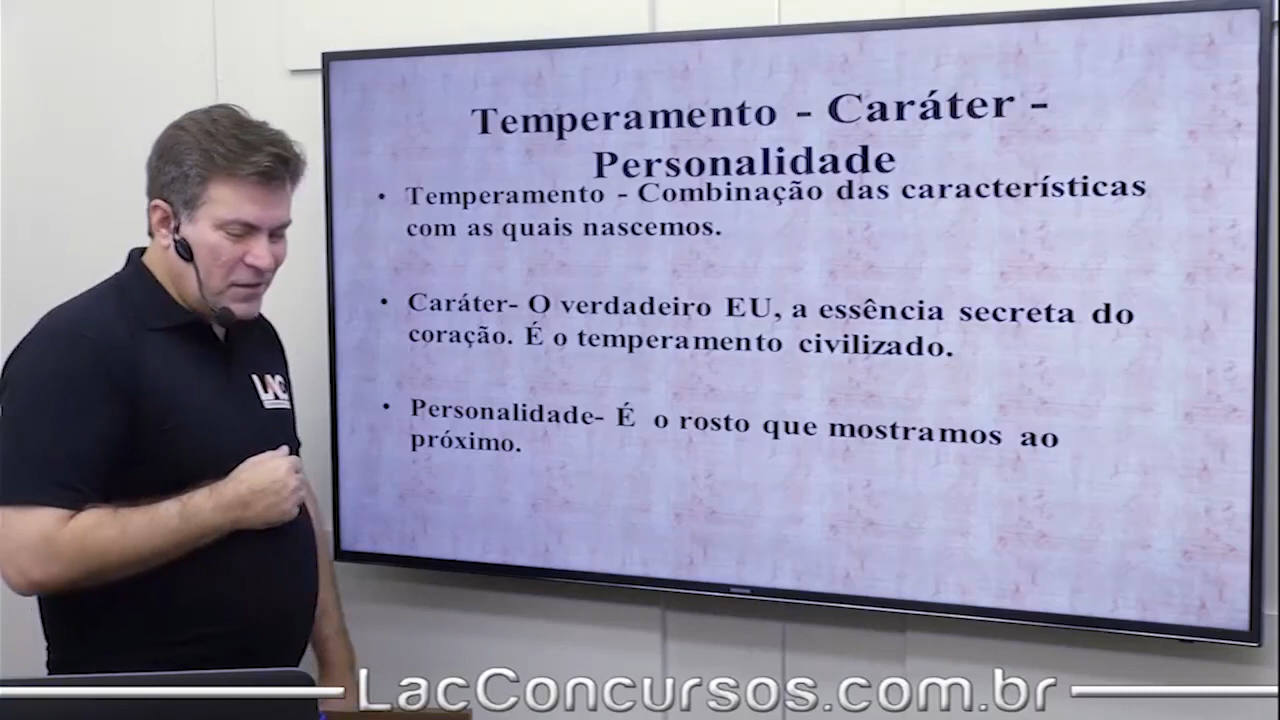 Temperamento - Caráter -
Personalidade
• Temperamento - Combinação das características
com as quais nascemos.
• Caráter- O verdadeiro EU, a essência secreta do
coração. É o temperamento civilizado.
• Personalidade- É o rosto que mostramos ao
próximo.
LAC
LacConcursos.com.br